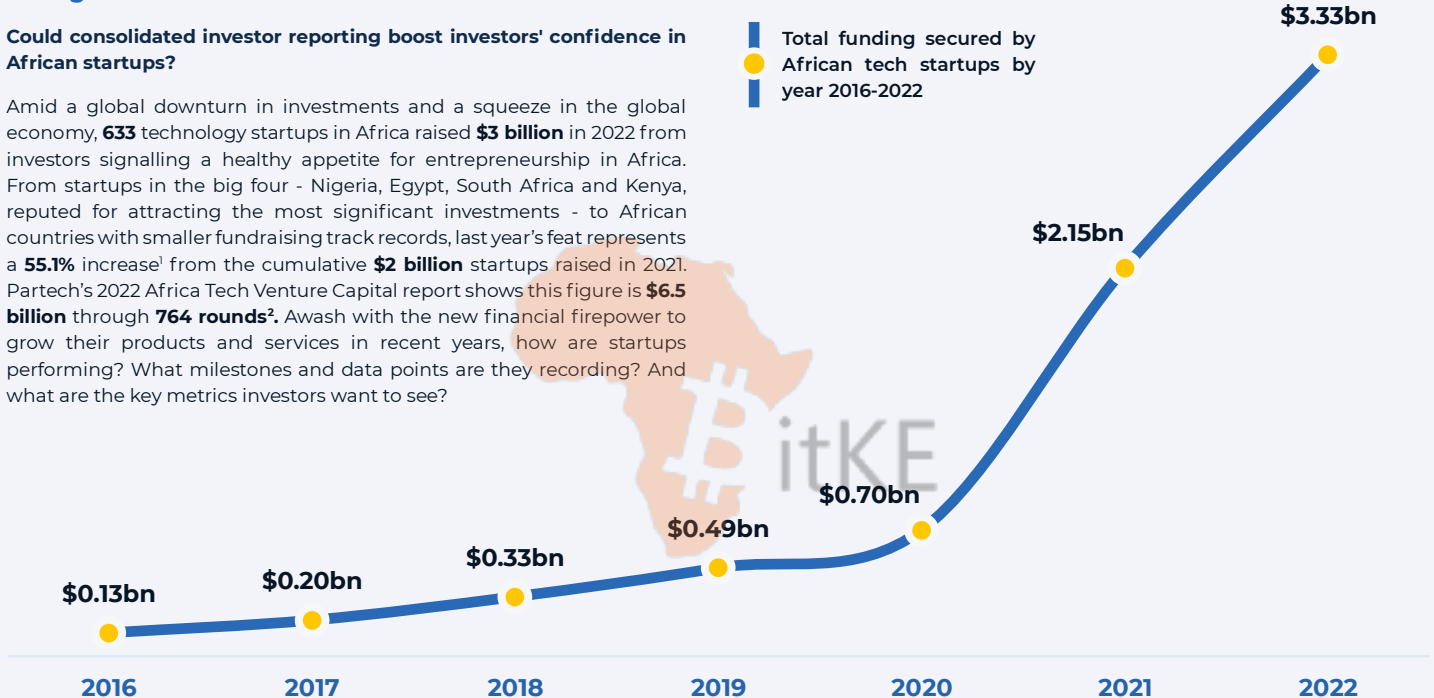 Could consolidated investor reporting boost investors' confidence in
African startups?
Amid a global downturn in investments and a squeeze in the global
economy, 633 technology startups in Africa raised $3 billion in 2022 from
investors signalling a healthy appetite for entrepreneurship in Africa.
From startups in the big four - Nigeria, Egypt, South Africa and Kenya,
reputed for attracting the most significant investments - to African
countries with smaller fundraising track records, last year’s feat represents
a 55.1% increase¹ from the cumulative $2 billion startups raised in 2021.
Partech’s 2022 Africa Tech Venture Capital report shows this figure is $6.5
billion through 764 rounds². Awash with the new financial firepower to
grow their products and services in recent years, how are startups
performing? What milestones and data points are they recording? And
what are the key metrics investors want to see?
Total funding secured by
African tech startups by
year 2016-2022
$3.33bn
$2.15bn
BitKE
$0.70bn
$0.49bn
$0.33bn
$0.20bn
$0.13bn
2016 2017 2018 2019 2020 2021 2022